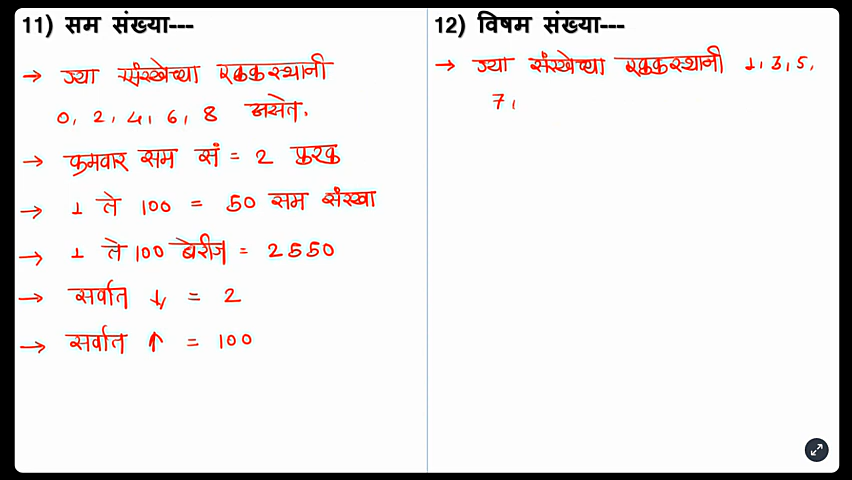 11) सम संख्या---
→ ज्या संख्येच्या एककस्थानी
0, 2, 4, 6, 8 असेत.
→ क्रमवार सम सं = 2 फरक
→ 1 ते 100 = 50 सम संख्या
→ 1 ते 100 बेरीज = 2550
→ सर्वात ↓ = 2
→ सर्वात ↑ = 100
12) विषम संख्या---
→ ज्या संख्येच्या एककस्थानी 1, 3, 5,
7,